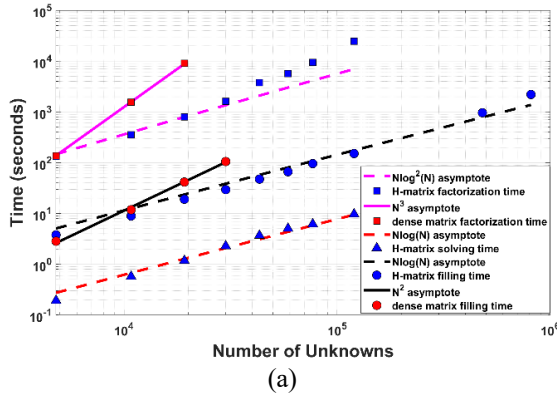 10^5
10^4
10^3
10^2
10^1
10^0
10^-1
Time (seconds)
Nlog^2(N) asymptote
H-matrix factorization time
N^3 asymptote
dense matrix factorization time
Nlog(N) asymptote
H-matrix solving time
Nlog(N) asymptote
H-matrix filling time
N^2 asymptote
dense matrix filling time
10^4
10^5
10^6
Number of Unknowns
(a)